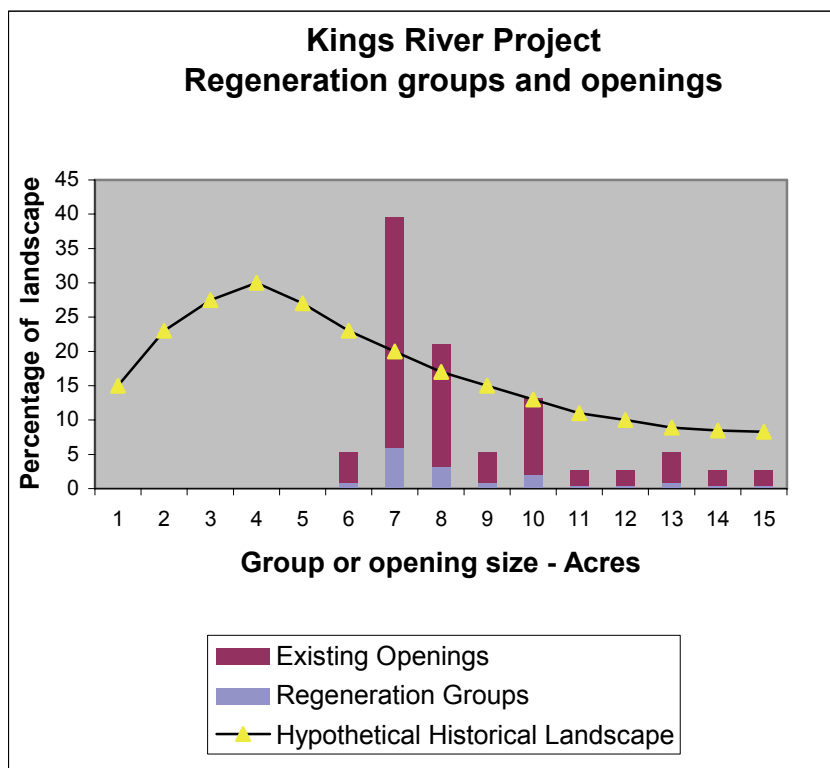 Kings River Project
Regeneration groups and openings
Percentage of landscape
45
40
35
30
25
20
15
10
5
0
1 2 3 4 5 6 7 8 9 10 11 12 13 14 15
Group or opening size - Acres
Existing Openings
Regeneration Groups
Hypothetical Historical Landscape